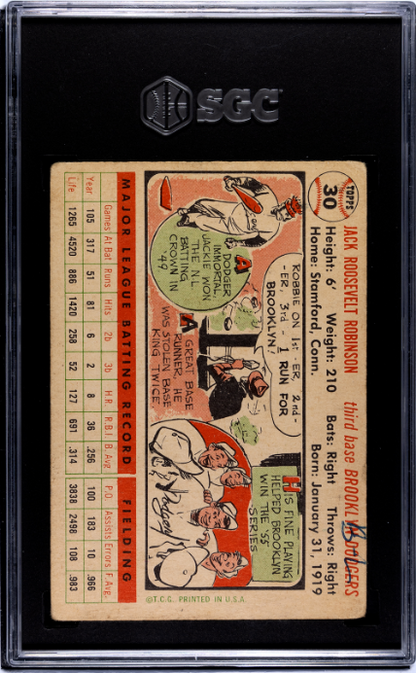 SGC
TOPPS
30
JACK ROOSEVELT ROBINSON third base BROOKLYN DODGERS
Height: 6' Weight: 210 Bats: Right Throws: Right
Home: Stamford, Conn. Born: January 31, 1919
A DODGER
IMMORTAL,
JACKIE WON
THE N.L.
BATTING
CROWN IN
'49
ROBBIE ON 1st -ER, 2nd-
-ER, 3rd - 1 RUN FOR
BROOKLYN!
A GREAT BASE
RUNNER, HE
WAS STOLEN BASE
KING TWICE
HIS FINE PLAYING
HELPED BROOKLYN
WIN THE '55
SERIES
MAJOR LEAGUE BATTING RECORD FIELDING
Games At Bat Runs Hits 2b 3b H.R. R.B.I. B. Avg. P.O. Assists Errors F. Avg.
Year 105 317 51 81 6 2 8 36 .256 100 183 10 .966
Life 1265 4520 886 1420 258 52 127 691 .314 3838 2498 108 .983
©T.C.G. PRINTED IN U.S.A.